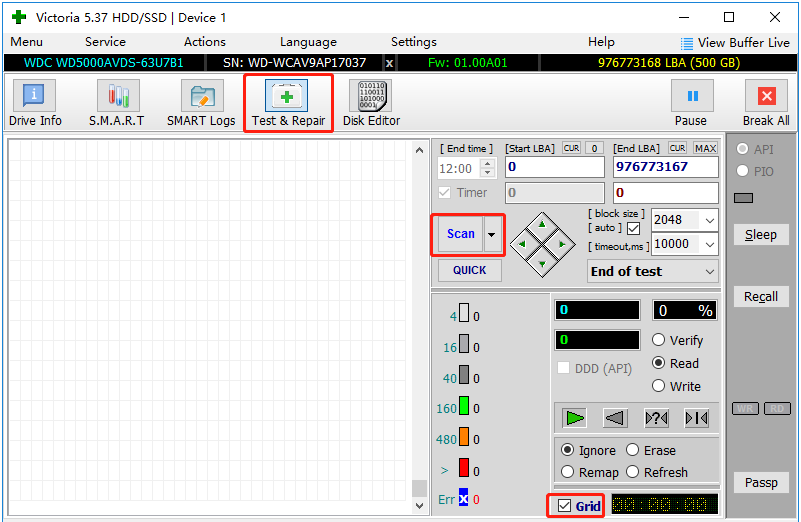 Victoria 5.37 HDD/SSD | Device 1
Menu Service Actions Language Settings Help View Buffer Live
WDC WD5000AVDS-63U7B1 SN: WD-WCAV9AP17037 x Fw: 01.00A01 976773168 LBA (500 GB)
010110
110011
101000
0001
Drive Info S.M.A.R.T SMART Logs Test & Repair Disk Editor Pause Break All
[ End time ] [Start LBA] CUR 0 [End LBA] CUR MAX
12:00 0 976773167
Timer 0 0
Scan
QUICK
[ block size ] 2048
[ auto ]
[ timeout,ms ] 10000
End of test
4 0
16 0
40 0
160 0
480 0
> 0
Err x 0
0 0 %
0
Verify
DDD (API) Read
Write
?
Ignore Erase
Remap Refresh
Grid 00:00:00
API
PIO
Sleep
Recall
WR RD
Passp